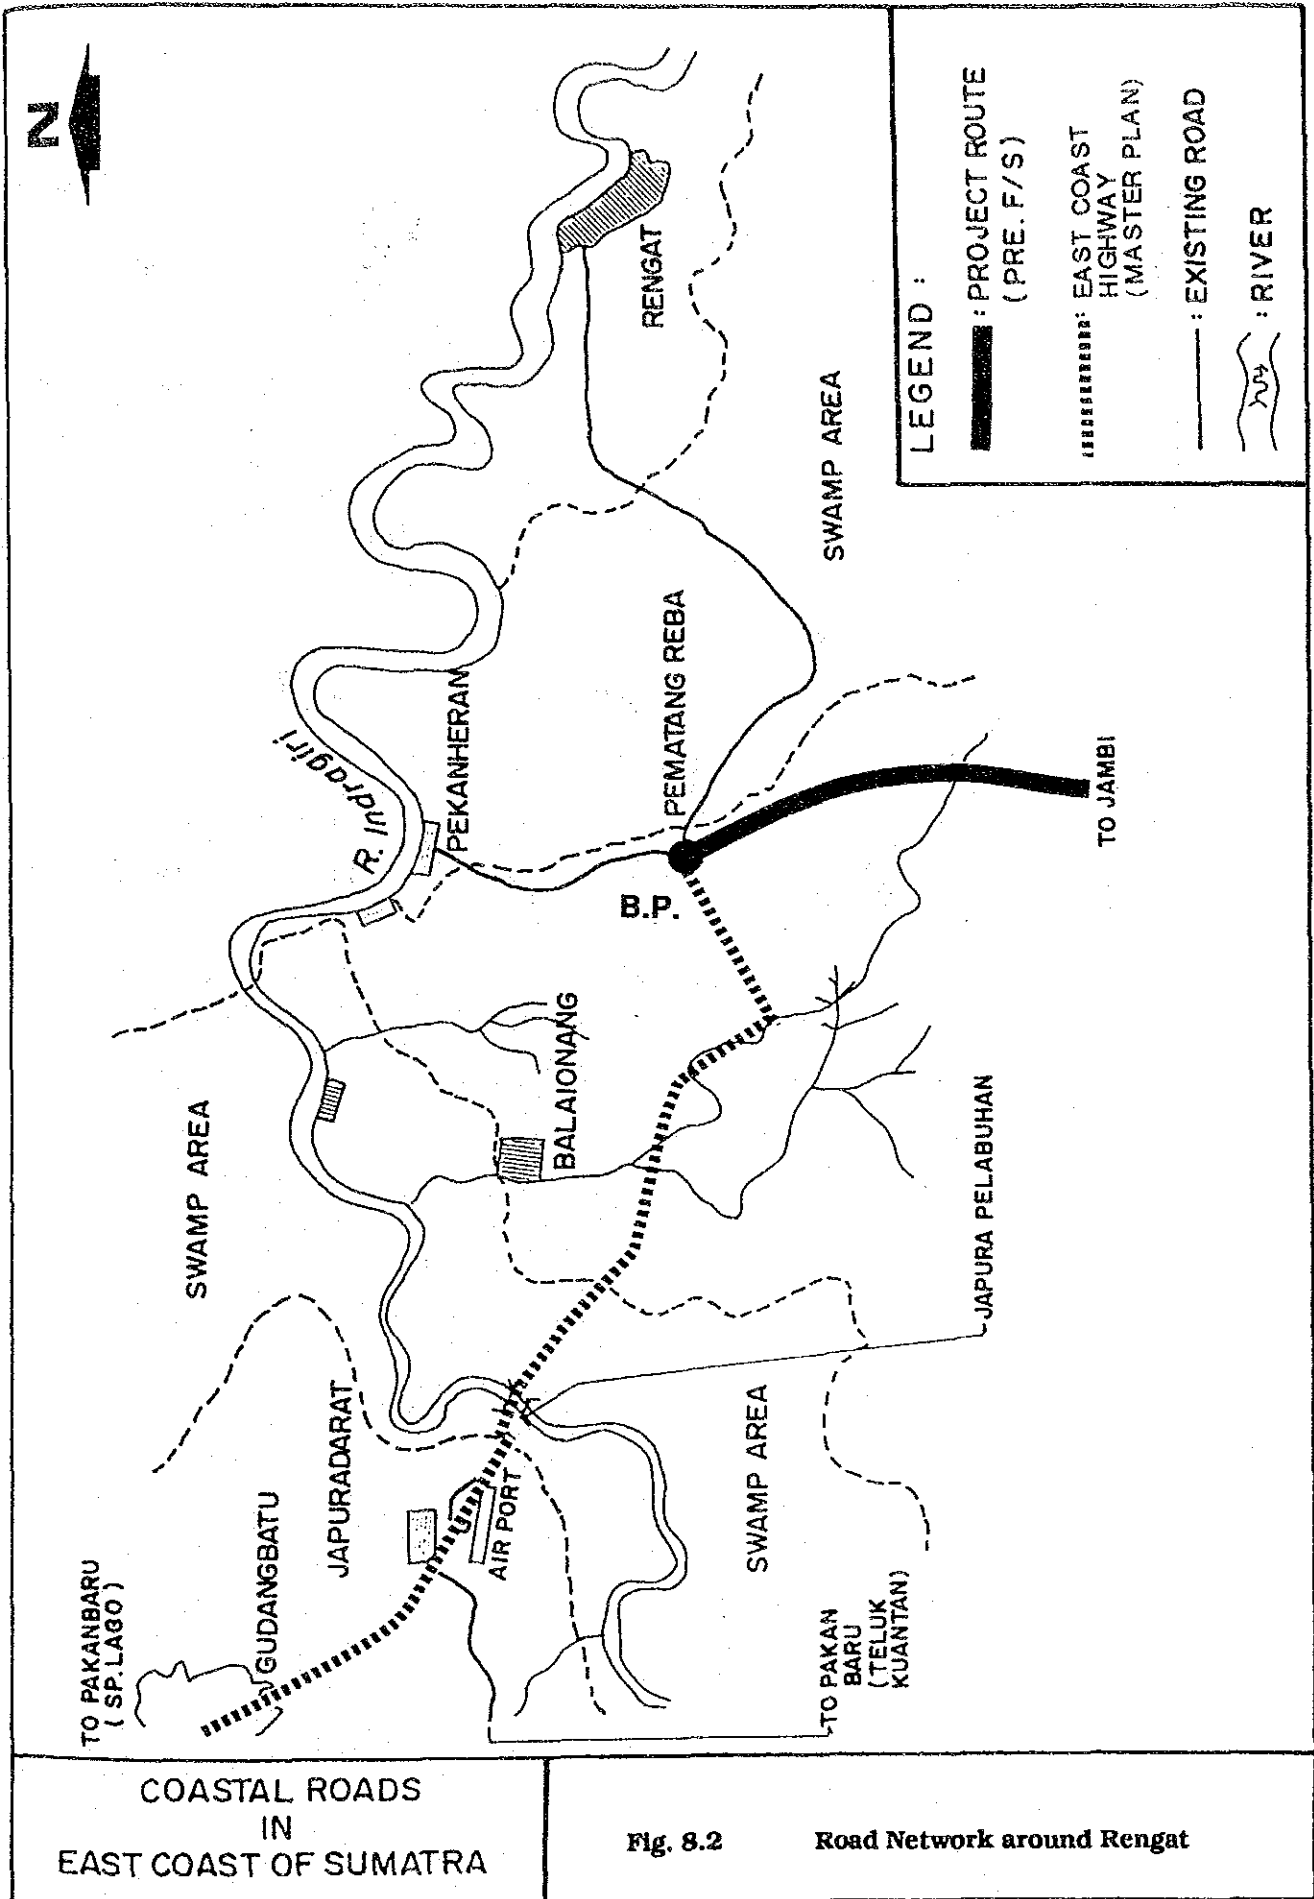 N
RENGAT
SWAMP AREA
R. Indragiri
PEKANHERAN
PEMATANG REBA
B.P.
TO JAMBI
BALAIONANG
SWAMP AREA
JAPURA PELABUHAN
JAPURADARAT
AIR PORT
SWAMP AREA
GUDANGBATU
TO PAKANBARU
(SP.LAGO)
TO PAKAN
BARU
(TELUK
KUANTAN)
LEGEND :
: PROJECT ROUTE
(PRE. F/S)
: EAST COAST
HIGHWAY
(MASTER PLAN)
: EXISTING ROAD
: RIVER
COASTAL ROADS
IN
EAST COAST OF SUMATRA
Fig. 8.2 Road Network around Rengat